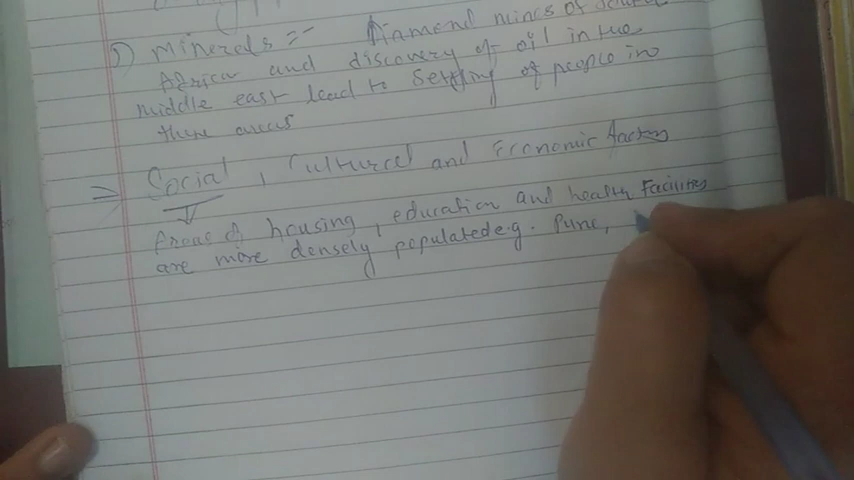 Minerals :- Diamond mines of South
Africa and discovery of oil in the
middle east lead to Settling of people in
there areas
⇒ Social, Cultural and Economic factors
Areas of housing, education and health Facilities
are more densely populated e.g. Pune,